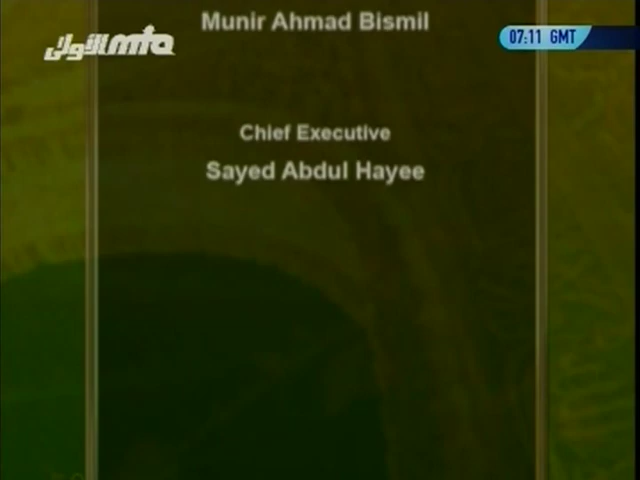 Munir Ahmad Bismil
الأولى mta
07:11 GMT
Chief Executive
Sayed Abdul Hayee